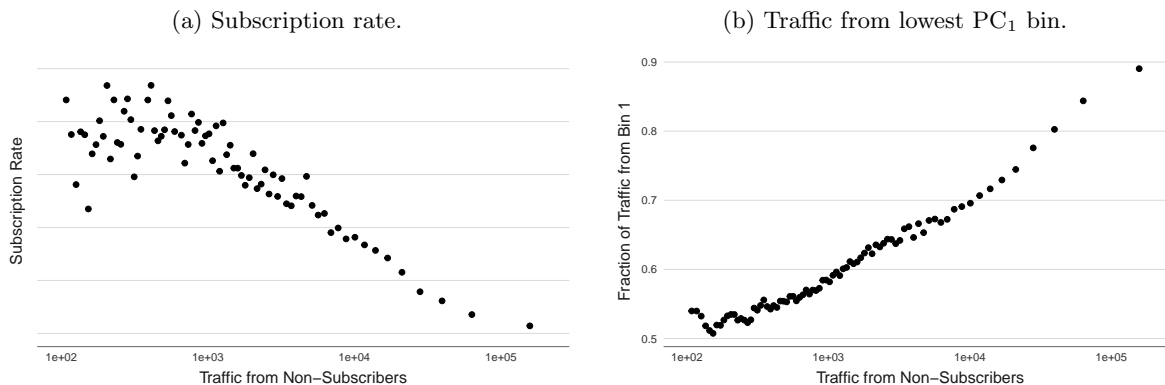 (a) Subscription rate.
Subscription Rate
1e+02 1e+03 1e+04 1e+05
Traffic from Non−Subscribers
(b) Traffic from lowest PC₁ bin.
Fraction of Traffic from Bin 1
0.9
0.8
0.7
0.6
0.5
1e+02 1e+03 1e+04 1e+05
Traffic from Non−Subscribers